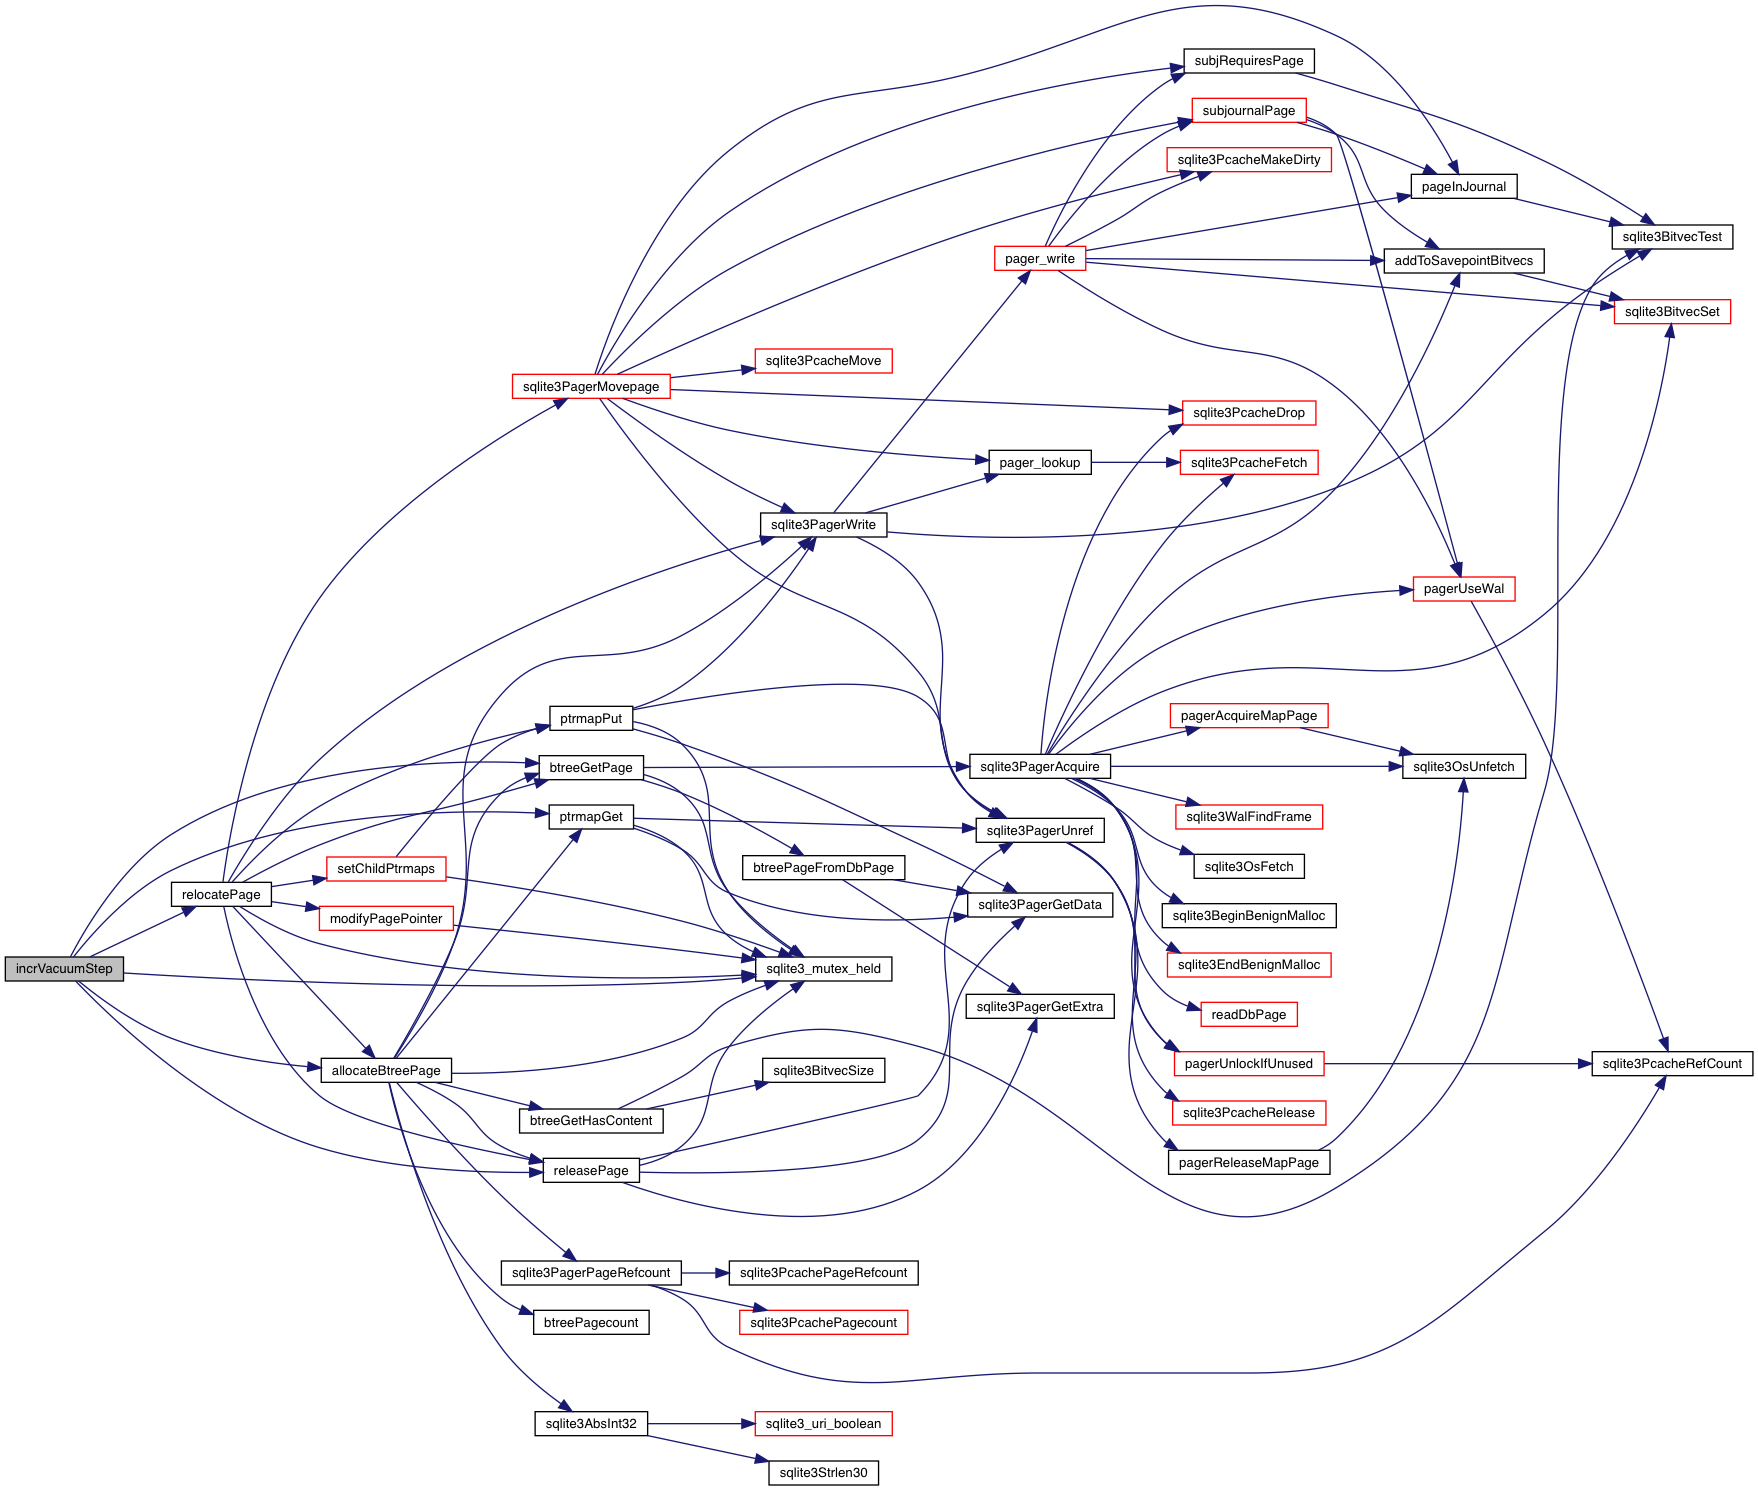 subjRequiresPage
subjournalPage
sqlite3PcacheMakeDirty
pageInJournal
sqlite3BitvecTest
pager_write
addToSavepointBitvecs
sqlite3BitvecSet
sqlite3PcacheMove
sqlite3PagerMovepage
sqlite3PcacheDrop
pager_lookup
sqlite3PcacheFetch
sqlite3PagerWrite
pagerUseWal
ptrmapPut
pagerAcquireMapPage
btreeGetPage
sqlite3PagerAcquire
sqlite3OsUnfetch
ptrmapGet
sqlite3WalFindFrame
sqlite3PagerUnref
setChildPtrmaps
btreePageFromDbPage
sqlite3OsFetch
relocatePage
sqlite3PagerGetData
modifyPagePointer
sqlite3BeginBenignMalloc
incrVacuumStep
sqlite3_mutex_held
sqlite3EndBenignMalloc
sqlite3PagerGetExtra
readDbPage
allocateBtreePage
sqlite3BitvecSize
pagerUnlockIfUnused
sqlite3PcacheRefCount
btreeGetHasContent
sqlite3PcacheRelease
releasePage
pagerReleaseMapPage
sqlite3PagerPageRefcount
sqlite3PcachePageRefcount
btreePagecount
sqlite3PcachePagecount
sqlite3AbsInt32
sqlite3_uri_boolean
sqlite3Strlen30